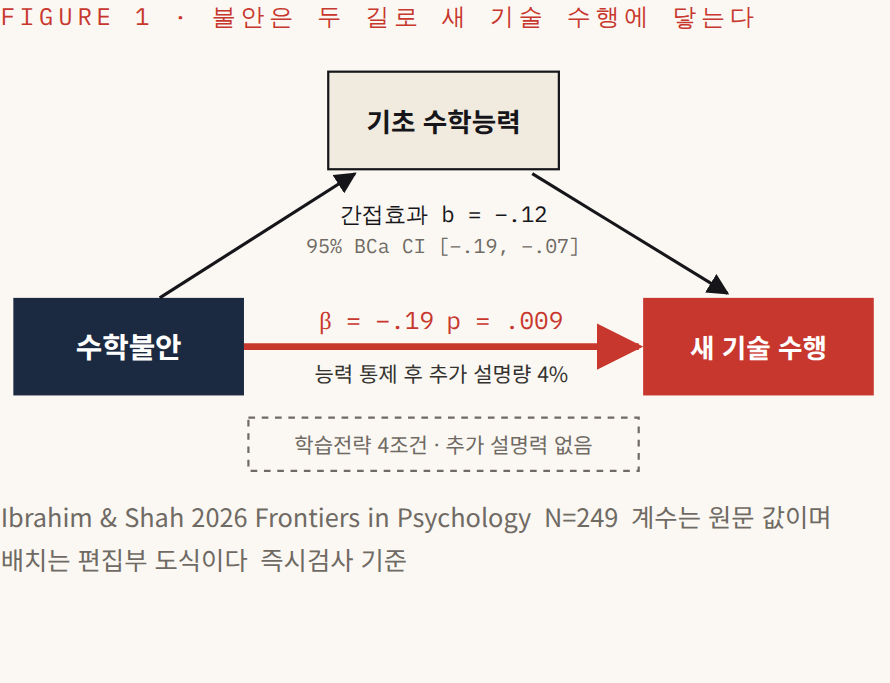 FIGURE 1 · 불안은 두 길로 새 기술 수행에 닿는다
기초 수학능력
간접효과 b = −.12
95% BCa CI [−.19, −.07]
수학불안
β = −.19 p = .009
새 기술 수행
능력 통제 후 추가 설명량 4%
학습전략 4조건 · 추가 설명력 없음
Ibrahim & Shah 2026 Frontiers in Psychology N=249 계수는 원문 값이며
배치는 편집부 도식이다 즉시검사 기준